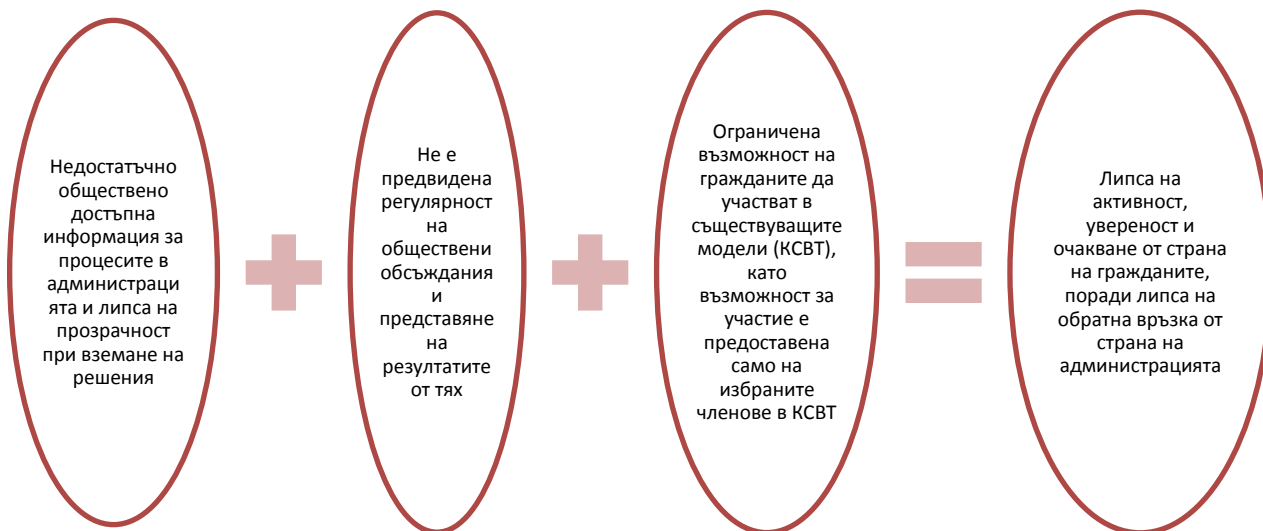 Недостатъчно
обществено
достъпна
информация за
процесите в
администраци
ята и липса на
прозрачност
при вземане на
решения
Не е
предвидена
регулярност
на
обществени
обсъждания
и
представяне
на
резултатите
от тях
Ограничена
възможност на
гражданите да
участват в
съществуващите
модели (КСВТ),
като
възможност за
участие е
предоставена
само на
избраните
членове в КСВТ
Липса на
активност,
увереност и
очакване от страна
на гражданите,
поради липса на
обратна връзка от
страна на
администрацията